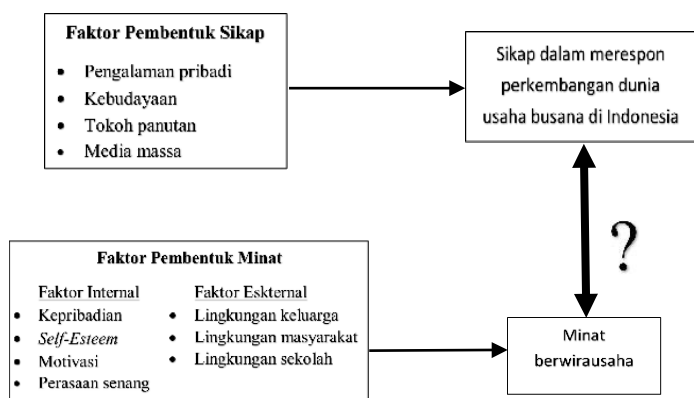 Faktor Pembentuk Sikap
• Pengalaman pribadi
• Kebudayaan
• Tokoh panutan
• Media massa
Sikap dalam merespon
perkembangan dunia
usaha busana di Indonesia
?
Faktor Pembentuk Minat
Faktor Internal
• Kepribadian
• Self-Esteem
• Motivasi
• Perasaan senang
Faktor Eskternal
• Lingkungan keluarga
• Lingkungan masyarakat
• Lingkungan sekolah
Minat
berwirausaha